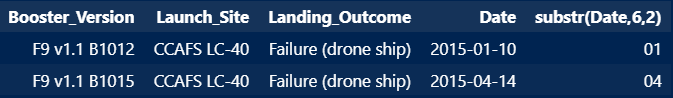 Booster_Version Launch_Site Landing_Outcome Date substr(Date,6,2)
F9 v1.1 B1012 CCAFS LC-40 Failure (drone ship) 2015-01-10 01
F9 v1.1 B1015 CCAFS LC-40 Failure (drone ship) 2015-04-14 04